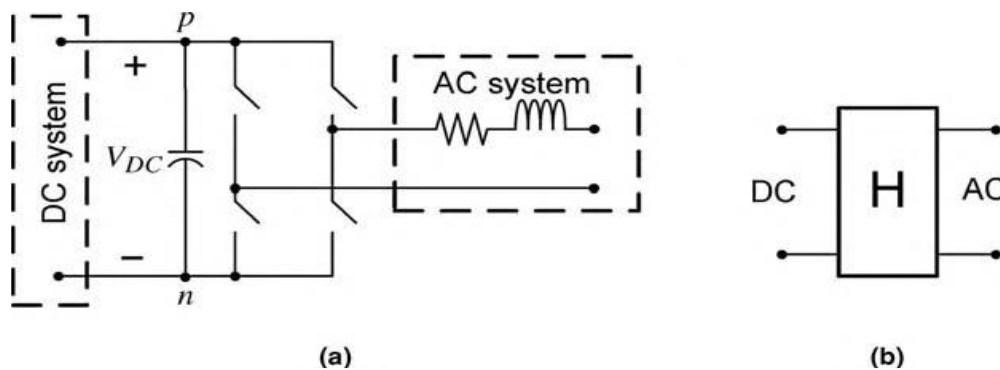 p
+
DC system
V_DC
−
n
AC system
(a)
DC
H
AC
(b)